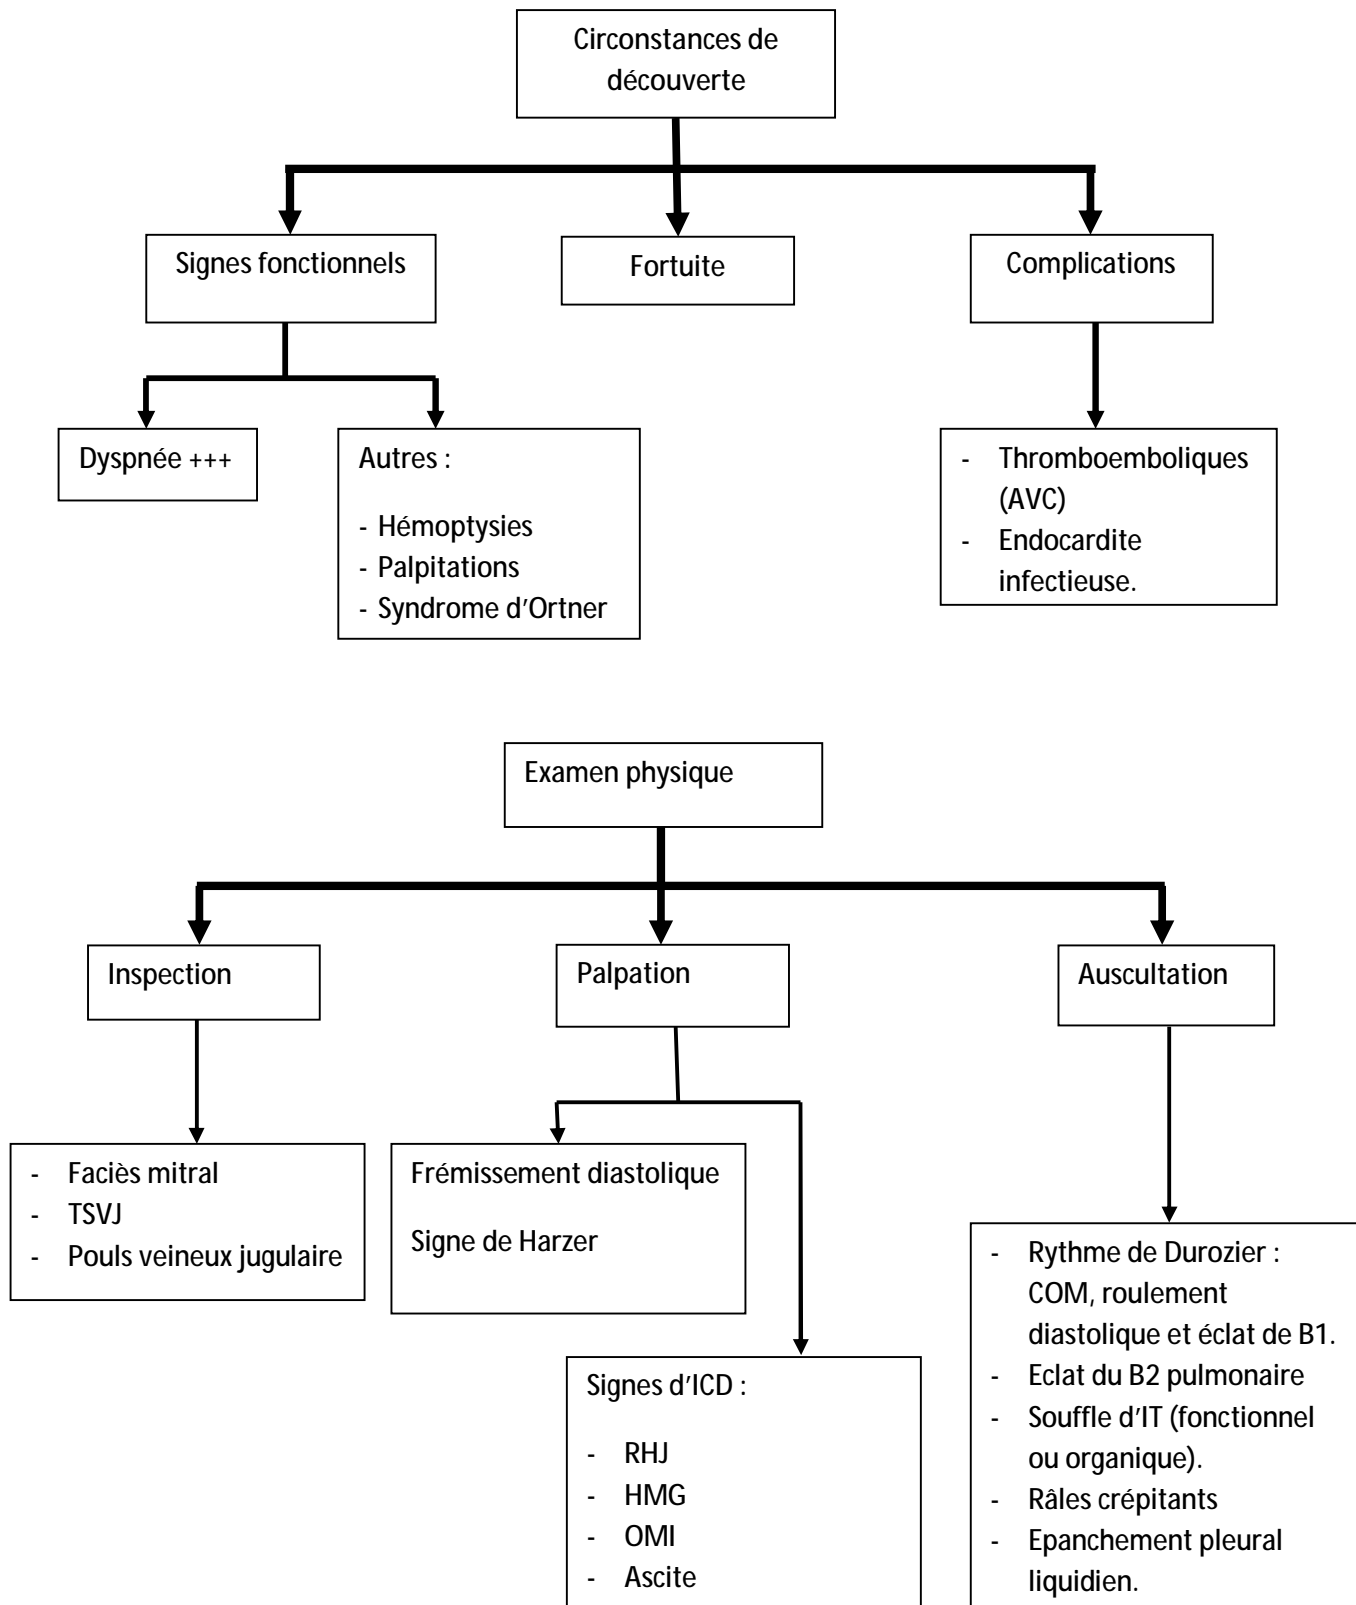 Circonstances de
découverte
Signes fonctionnels
Fortuite
Complications
Dyspnée +++
Autres :
- Hémoptysies
- Palpitations
- Syndrome d’Ortner
- Thromboemboliques
(AVC)
- Endocardite
infectieuse.
Examen physique
Inspection
Palpation
Auscultation
- Faciès mitral
- TSVJ
- Pouls veineux jugulaire
Frémissement diastolique
Signe de Harzer
Signes d’ICD :
- RHJ
- HMG
- OMI
- Ascite
- Rythme de Durozier :
COM, roulement
diastolique et éclat de B1.
- Eclat du B2 pulmonaire
- Souffle d’IT (fonctionnel
ou organique).
- Râles crépitants
- Epanchement pleural
liquidien.